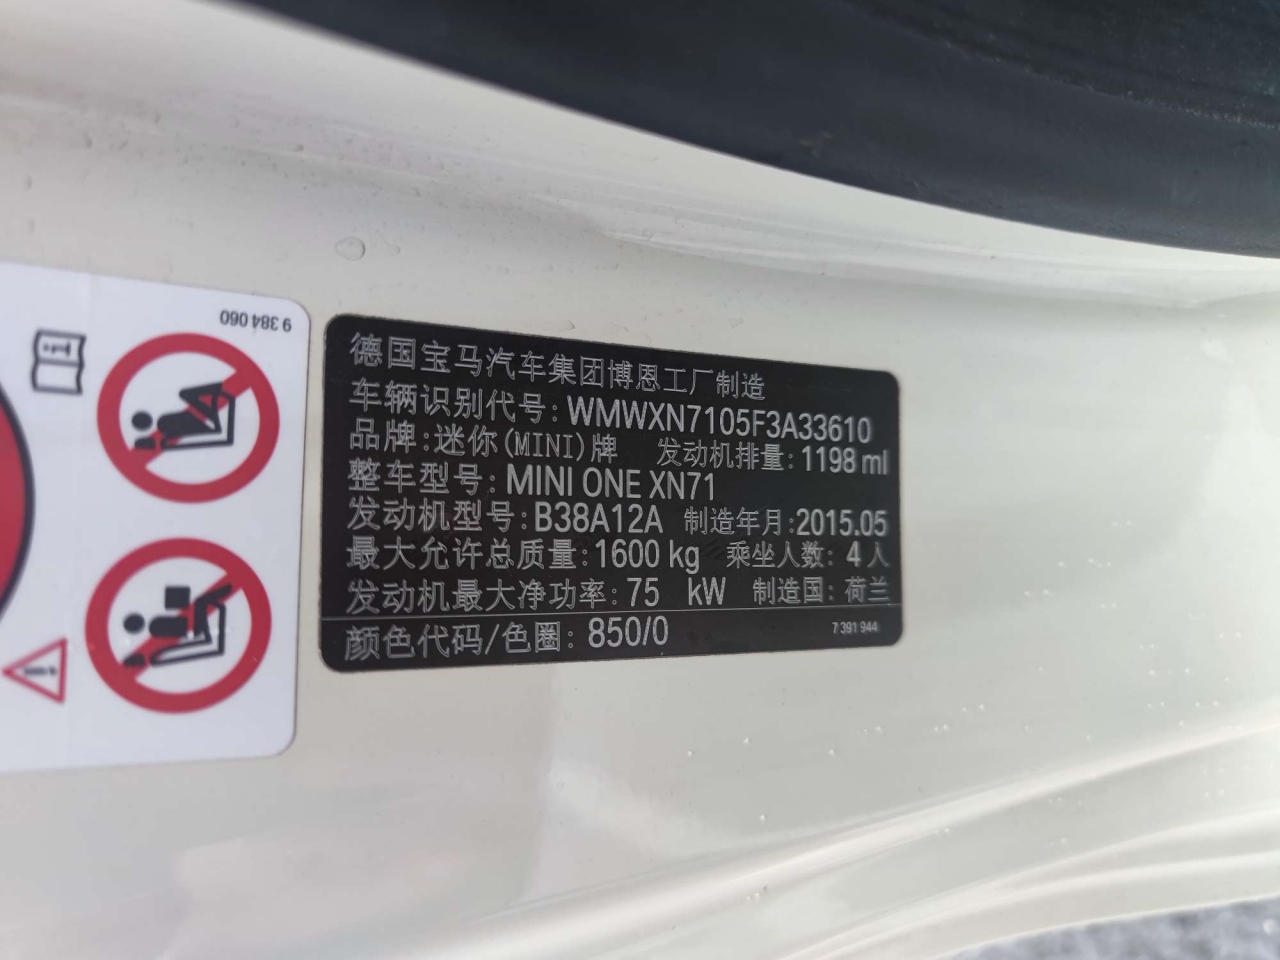 9 384 060
德国宝马汽车集团博恩工厂制造
车辆识别代号: WMWXN7105F3A33610
品牌: 迷你(MINI)牌 发动机排量: 1198 ml
整车型号: MINI ONE XN71
发动机型号: B38A12A 制造年月: 2015.05
最大允许总质量: 1600 kg 乘坐人数: 4 人
发动机最大净功率: 75 kW 制造国: 荷兰
颜色代码/色圈: 850/0 7 391 944